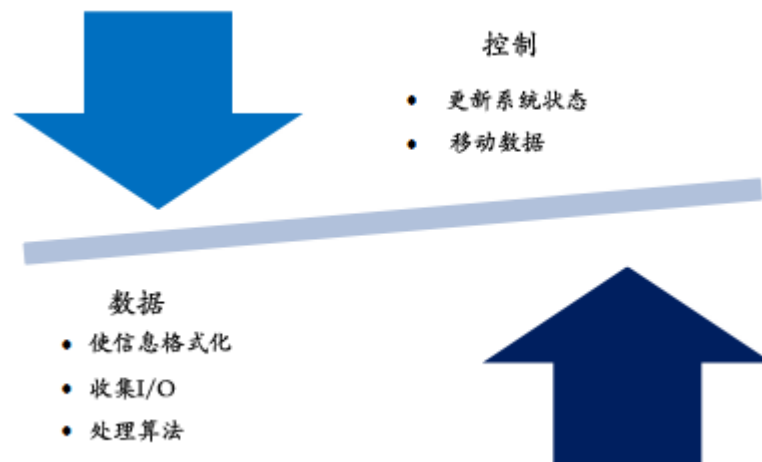 控制
• 更新系统状态
• 移动数据
数据
• 使信息格式化
• 收集I/O
• 处理算法